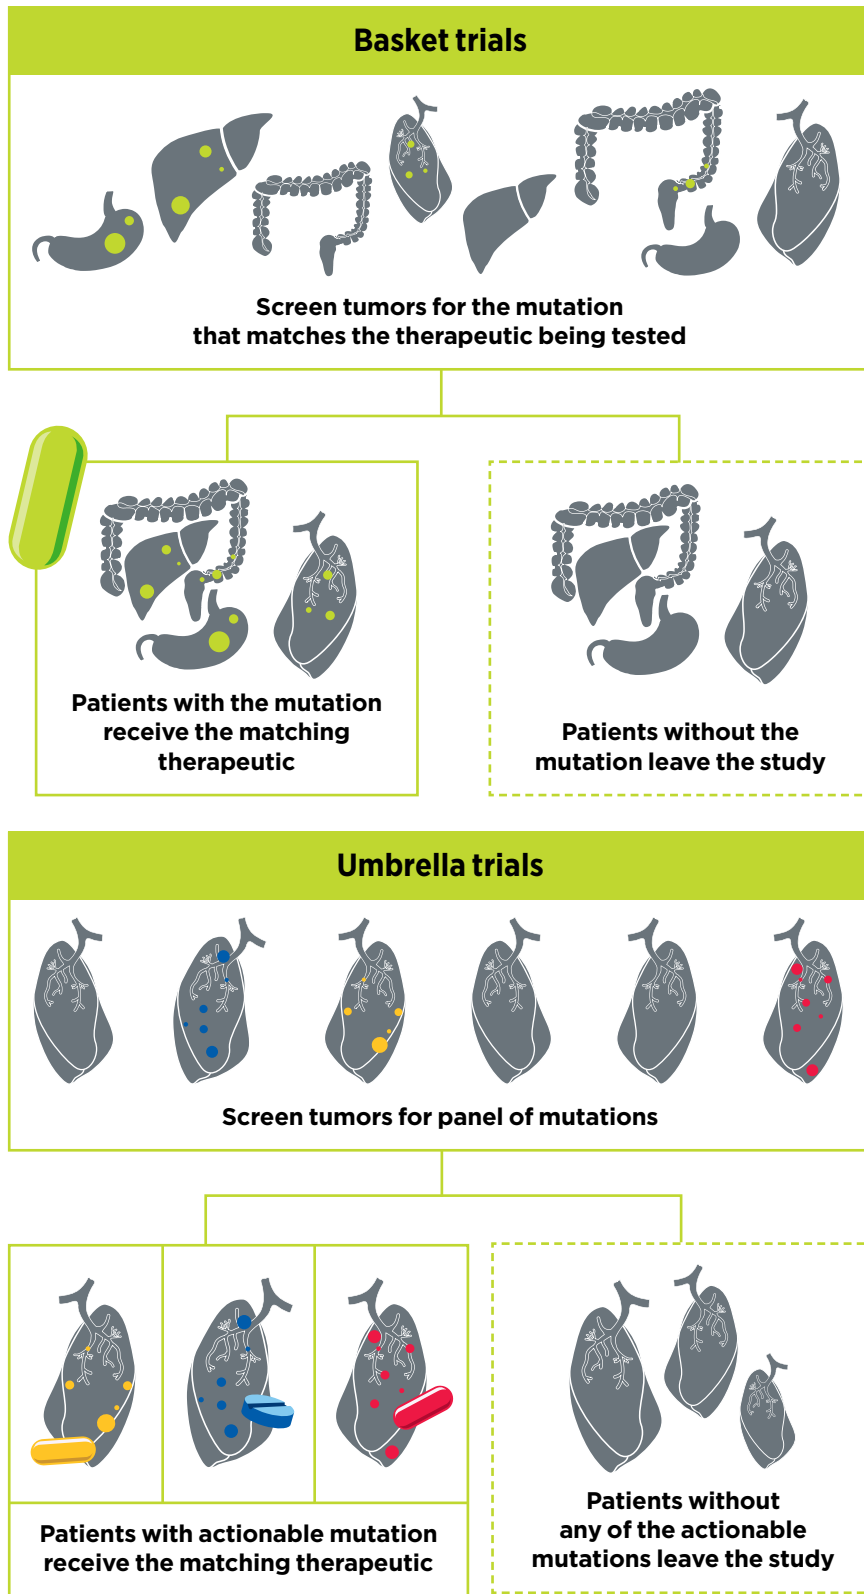 Basket trials
Screen tumors for the mutation
that matches the therapeutic being tested
Patients with the mutation
receive the matching
therapeutic
Patients without the
mutation leave the study
Umbrella trials
Screen tumors for panel of mutations
Patients with actionable mutation
receive the matching therapeutic
Patients without
any of the actionable
mutations leave the study